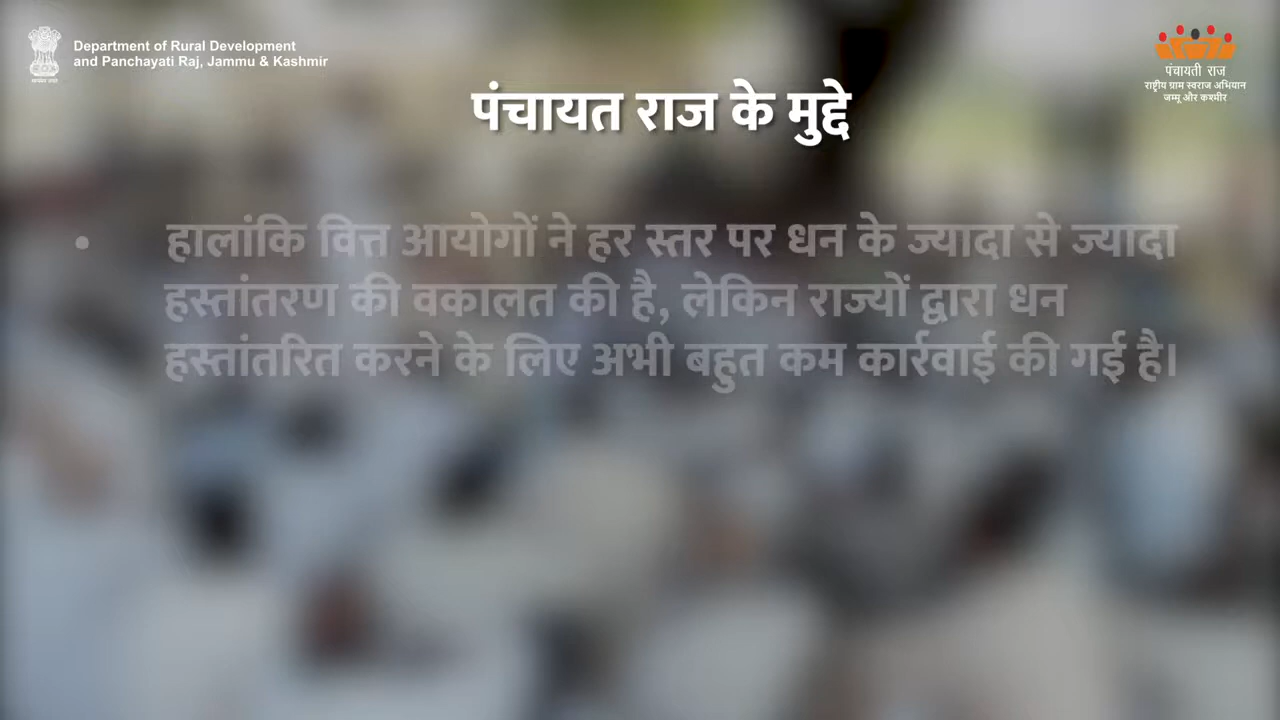 Department of Rural Development
and Panchayati Raj, Jammu & Kashmir
पंचायती राज
राष्ट्रीय ग्राम स्वराज अभियान
जम्मू और कश्मीर
पंचायत राज के मुद्दे
हालांकि वित्त आयोगों ने हर स्तर पर धन के ज्यादा से ज्यादा
हस्तांतरण की वकालत की है, लेकिन राज्यों द्वारा धन
हस्तांतरित करने के लिए अभी बहुत कम कार्रवाई की गई है।